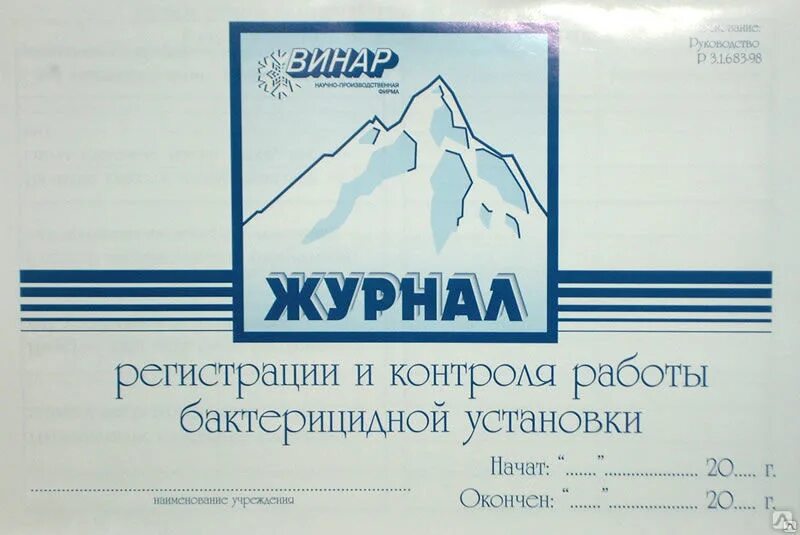 ВИНАР
НАУЧНО-ПРОИЗВОДСТВЕННАЯ
ФИРМА
Руководство
Р 3.1.683-98
ЖУРНАЛ
регистрации и контроля работы
бактерицидной установки
Начат: “......”..................... 20..... г.
Окончен: “......”.................. 20..... г.
наименование учреждения